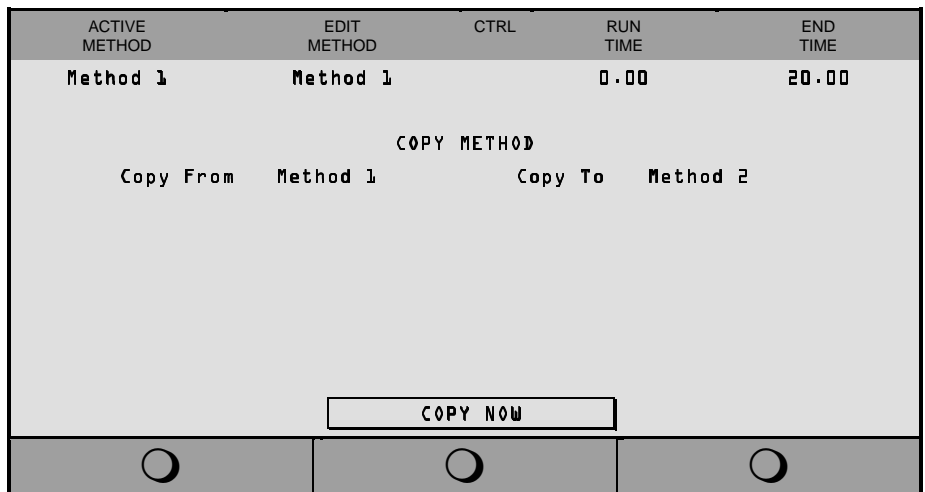 ACTIVE METHOD EDIT METHOD CTRL RUN TIME END TIME
Method 1 Method 1 0.00 20.00
COPY METHOD
Copy From Method 1 Copy To Method 2
COPY NOW